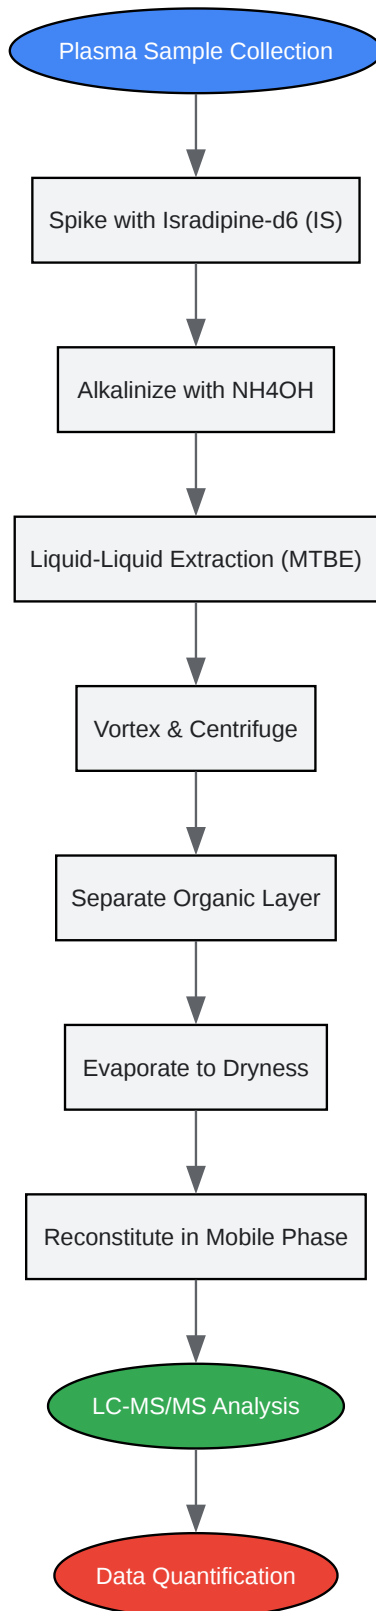 Plasma Sample Collection
Spike with Isradipine-d6 (IS)
Alkalinize with NH4OH
Liquid-Liquid Extraction (MTBE)
Vortex & Centrifuge
Separate Organic Layer
Evaporate to Dryness
Reconstitute in Mobile Phase
LC-MS/MS Analysis
Data Quantification